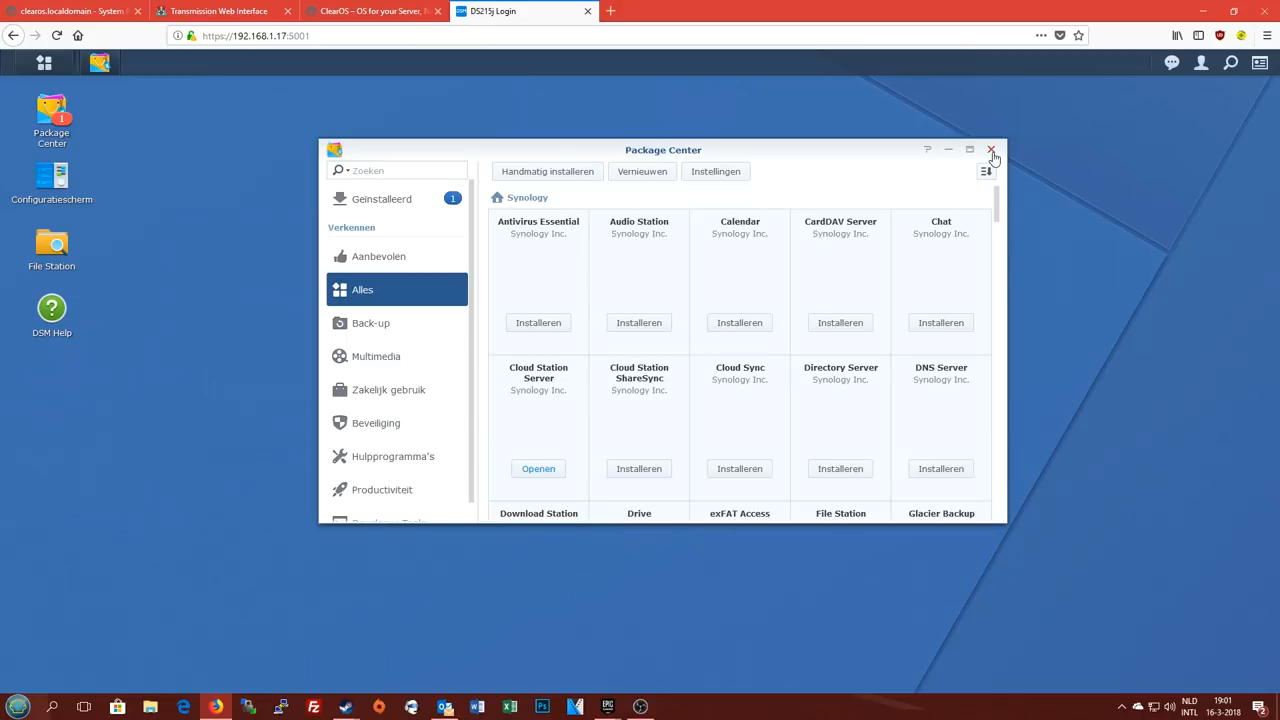 clearos.localdomain - System R
Transmission Web Interface
ClearOS – OS for your Server, N
DSM
DS215j Login
https://192.168.1.17:5001
Package Center
1
Configuratiescherm
File Station
DSM Help
Package Center
Zoeken
Geïnstalleerd
1
Verkennen
Aanbevolen
Alles
Back-up
Multimedia
Zakelijk gebruik
Beveiliging
Hulpprogramma's
Productiviteit
Developer Tools
Handmatig installeren
Vernieuwen
Instellingen
Synology
Antivirus Essential
Synology Inc.
Installeren
Audio Station
Synology Inc.
Installeren
Calendar
Synology Inc.
Installeren
CardDAV Server
Synology Inc.
Installeren
Chat
Synology Inc.
Installeren
Cloud Station
Server
Synology Inc.
Openen
Cloud Station
ShareSync
Synology Inc.
Installeren
Cloud Sync
Synology Inc.
Installeren
Directory Server
Synology Inc.
Installeren
DNS Server
Synology Inc.
Installeren
Download Station
Drive
exFAT Access
File Station
Glacier Backup
NLD
INTL
19:01
16-3-2018
2